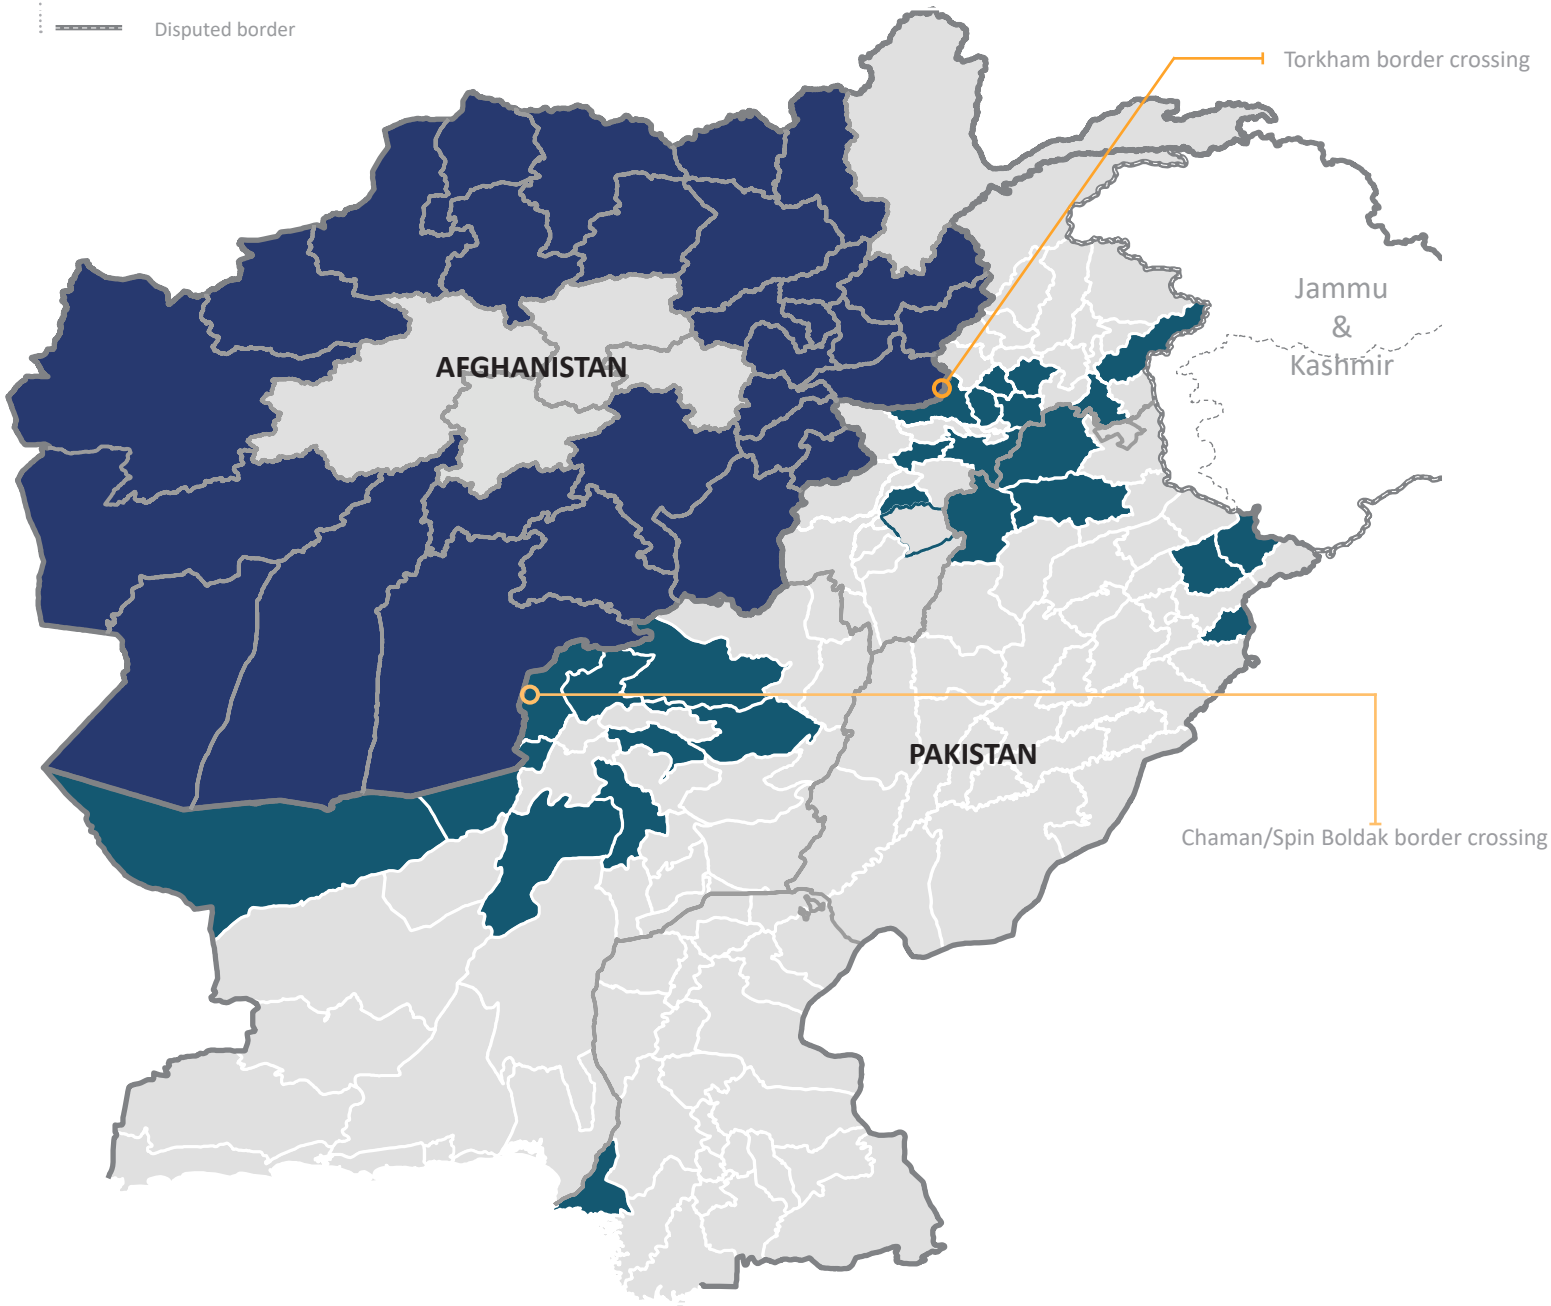 Disputed border
Torkham border crossing
Jammu
&
Kashmir
AFGHANISTAN
PAKISTAN
Chaman/Spin Boldak border crossing